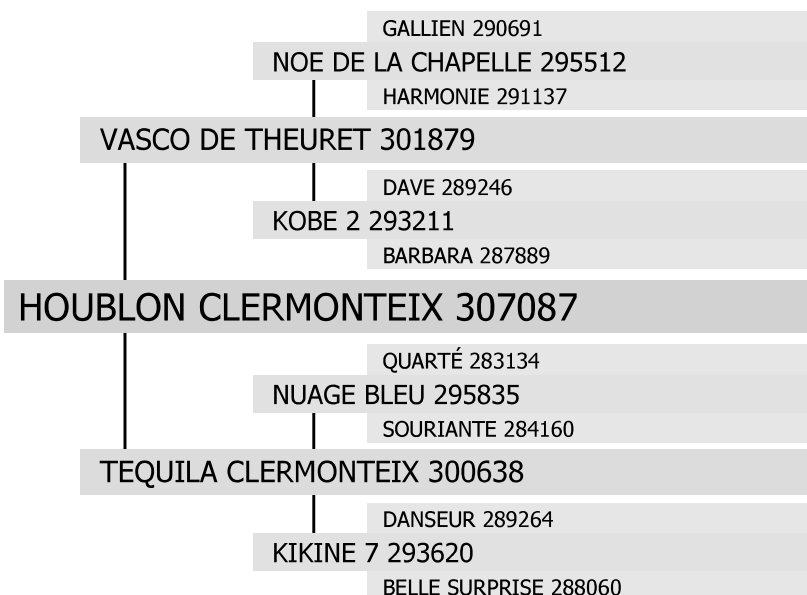 GALLIEN 290691
NOE DE LA CHAPELLE 295512
HARMONIE 291137
VASCO DE THEURET 301879
DAVE 289246
KOBE 2 293211
BARBARA 287889
HOUBLON CLERMONTEIX 307087
QUARTÉ 283134
NUAGE BLEU 295835
SOURIANTE 284160
TEQUILA CLERMONTEIX 300638
DANSEUR 289264
KIKINE 7 293620
BELLE SURPRISE 288060